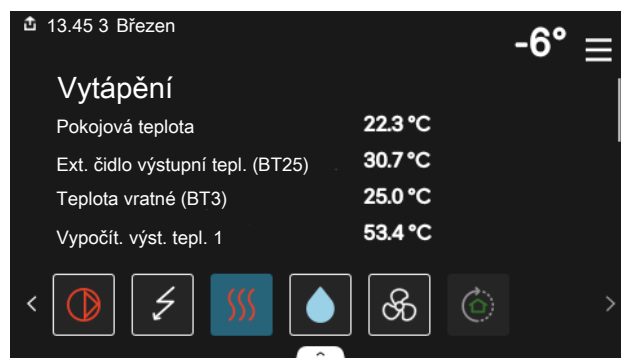 13.45 3 Březen
-6°
Vytápění
Pokojová teplota 22.3 °C
Ext. čidlo výstupní tepl. (BT25) 30.7 °C
Teplota vratné (BT3) 25.0 °C
Vypočít. výst. tepl. 1 53.4 °C